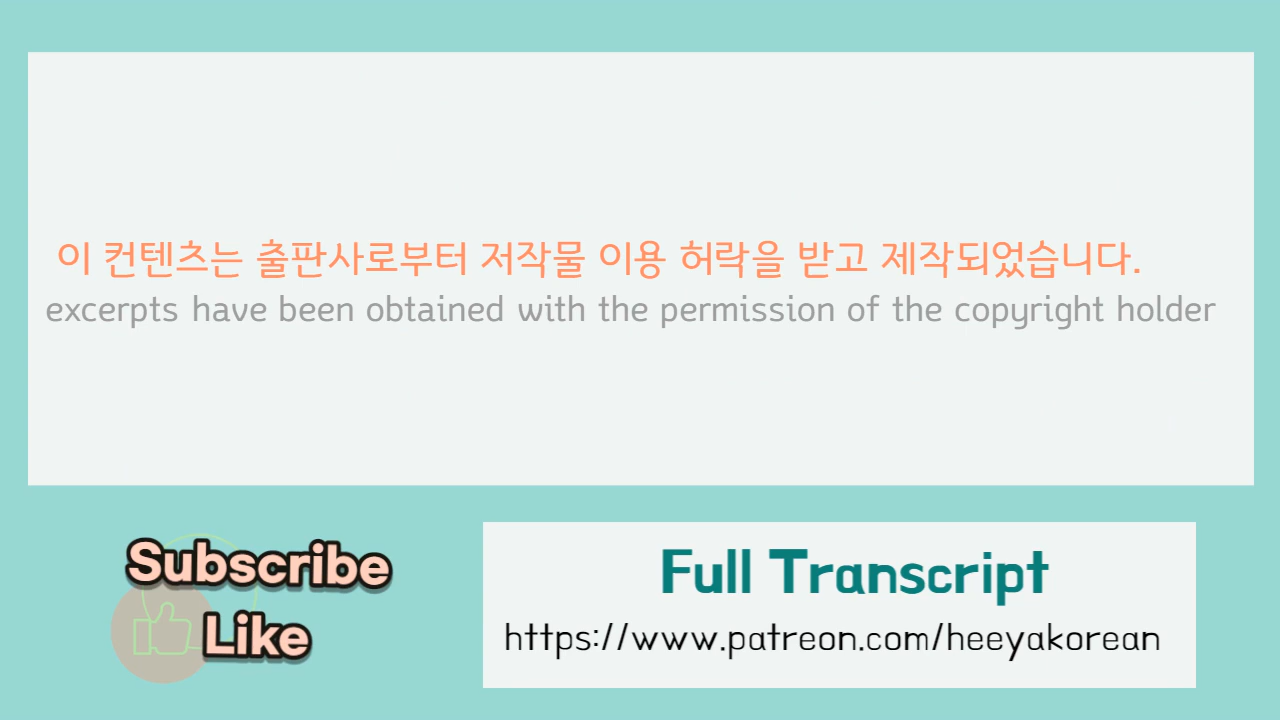 이 컨텐츠는 출판사로부터 저작물 이용 허락을 받고 제작되었습니다.
excerpts have been obtained with the permission of the copyright holder
Subscribe
Like
Full Transcript
https://www.patreon.com/heeyakorean